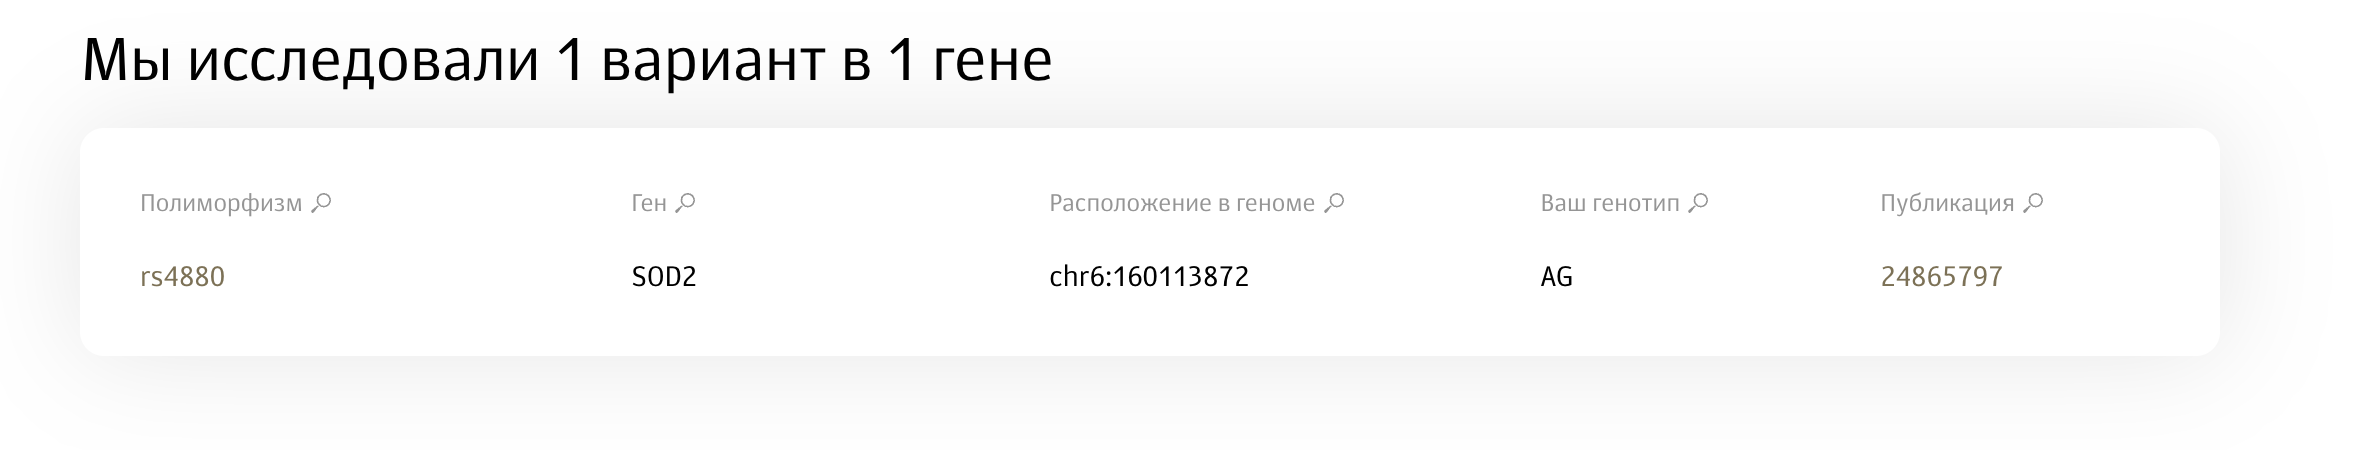 Мы исследовали 1 вариант в 1 гене
Полиморфизм Ген Расположение в геноме Ваш генотип Публикация
rs4880 SOD2 chr6:160113872 AG 24865797